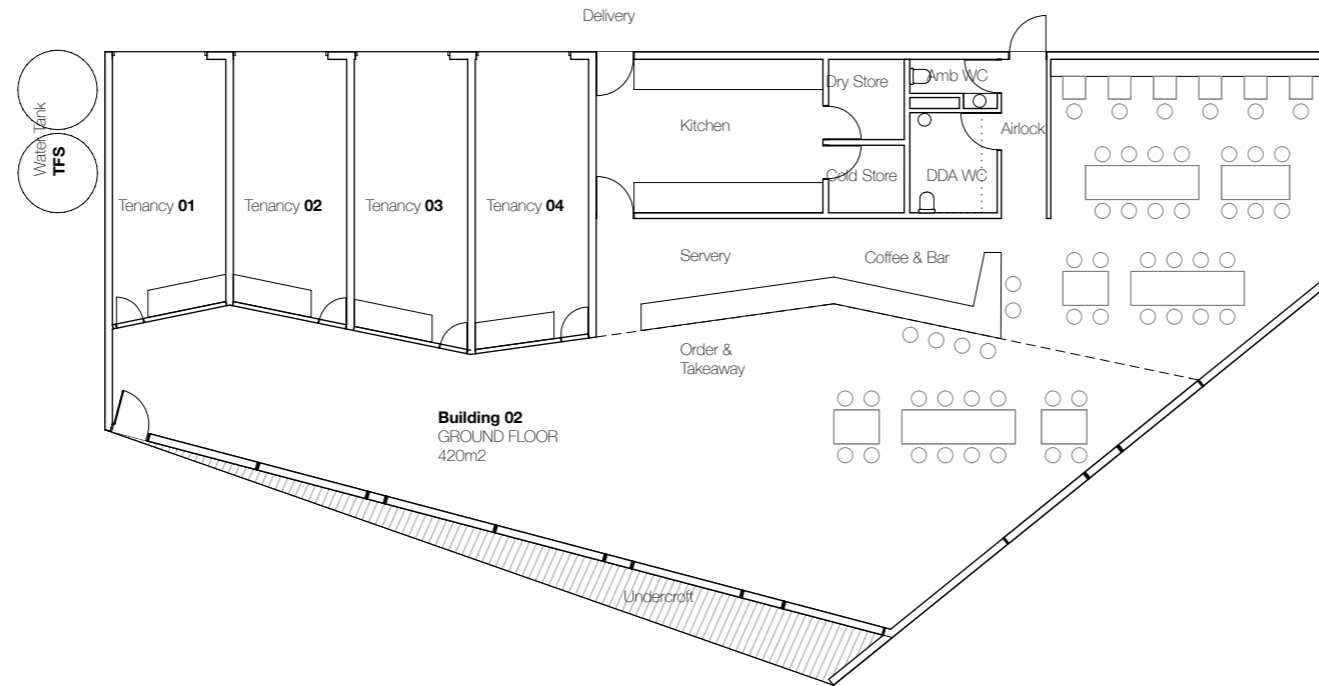 Delivery
Water Tank
TFS
Tenancy 01
Tenancy 02
Tenancy 03
Tenancy 04
Kitchen
Dry Store
Cold Store
Amb WC
DDA WC
Airlock
Servery
Coffee & Bar
Order &
Takeaway
Building 02
GROUND FLOOR
420m2
Undercroft